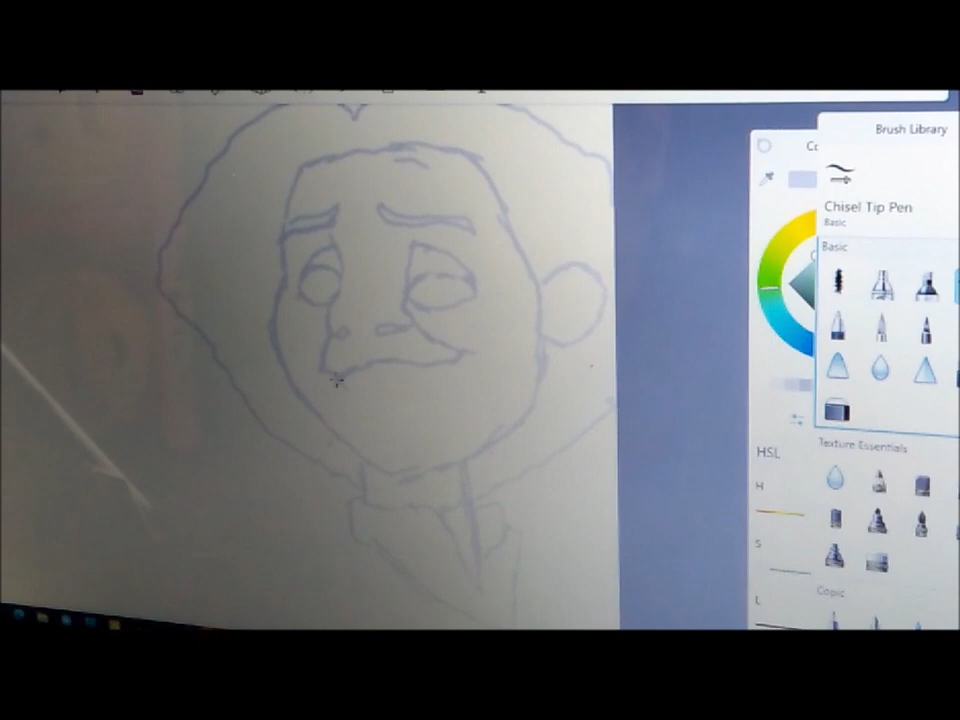 Brush Library
Chisel Tip Pen
Basic
Basic
HSL
H
Texture Essentials
S
Copic
L